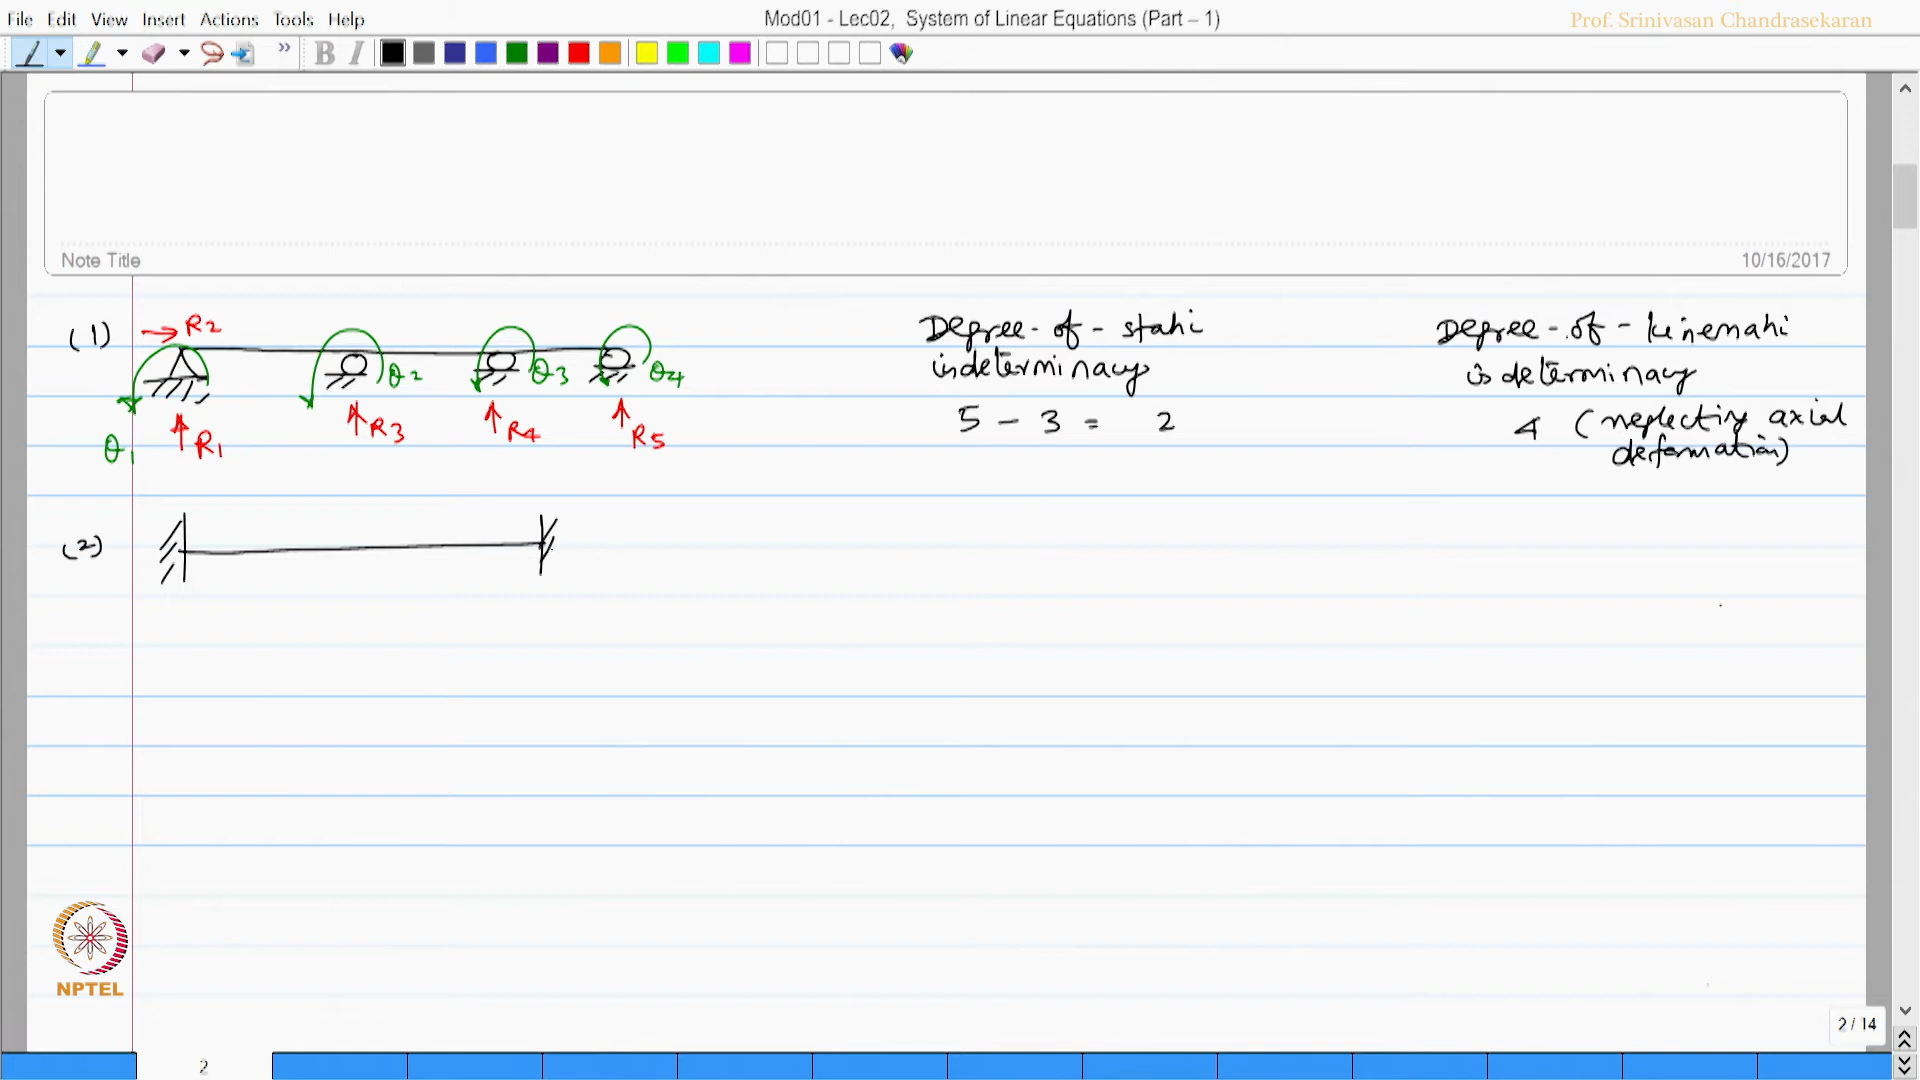 File Edit View Insert Actions Tools Help
Mod01 - Lec02, System of Linear Equations (Part – 1)
Prof. Srinivasan Chandrasekaran
B I
Note Title
10/16/2017
(1)
R2
θ1
R1
θ2
R3
θ3
R4
θ4
R5
Degree-of-stati
indeterminacy
5 - 3 = 2
Degree-of-kinemati
indeterminacy
4 (neglecting axial
deformation)
(2)
NPTEL
2 / 14
2